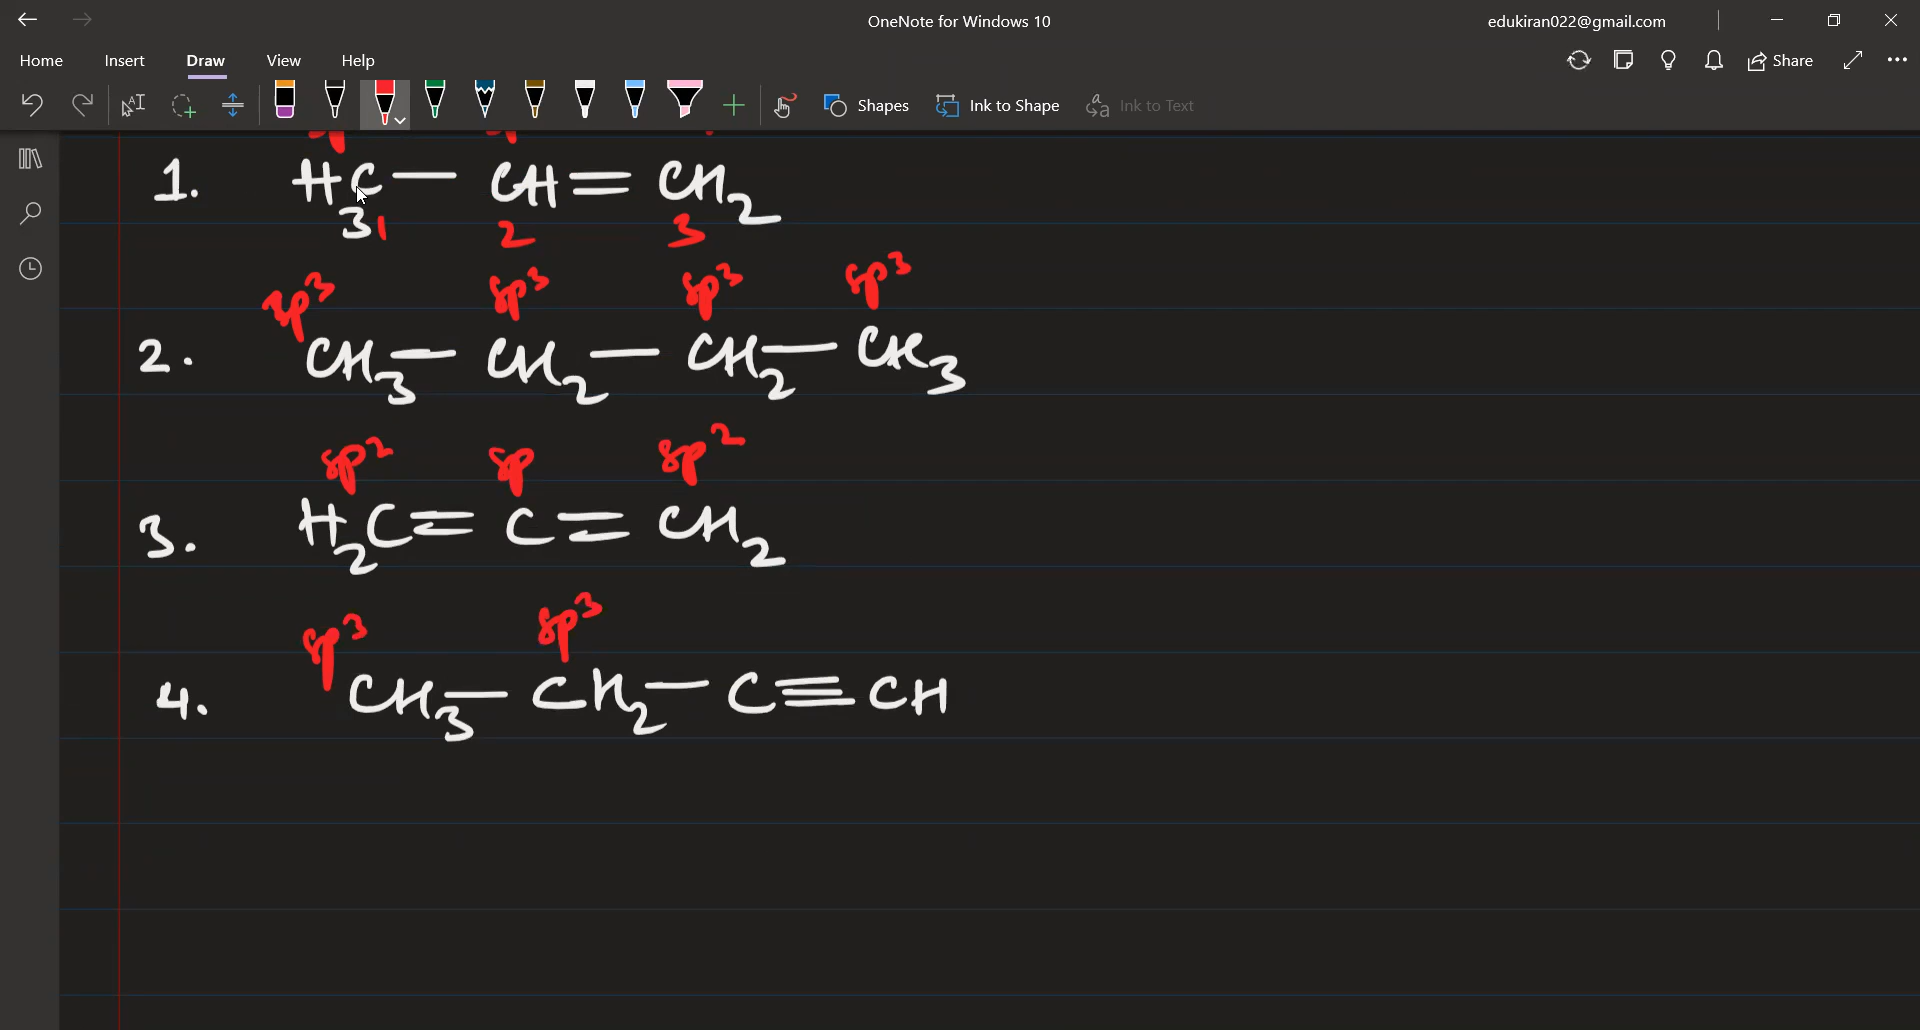 OneNote for Windows 10
edukiran022@gmail.com
Home Insert Draw View Help
Share
Shapes Ink to Shape Ink to Text
1. H3C — CH = CH2
1 2 3
sp3 sp3 sp3 sp3
2. CH3 — CH2 — CH2 — CH3
sp2 sp sp2
3. H2C = C = CH2
sp3 sp3
4. CH3 — CH2 — C ≡ CH